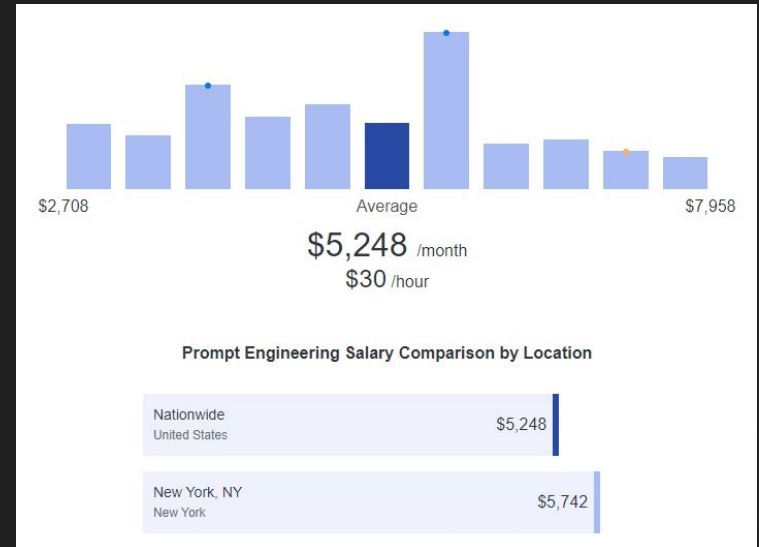 $2,708 Average $7,958
$5,248 /month
$30 /hour
Prompt Engineering Salary Comparison by Location
Nationwide
United States
$5,248
New York, NY
New York
$5,742